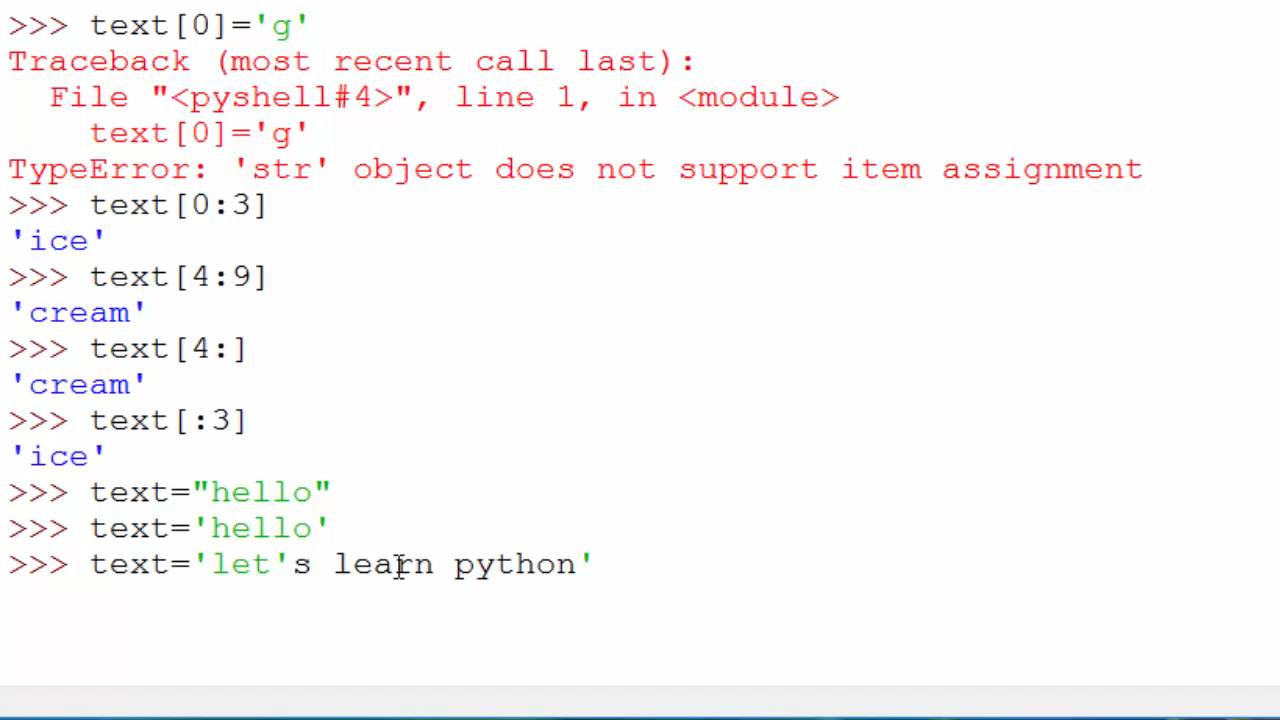 >>> text[0]='g'
Traceback (most recent call last):
  File "<pyshell#4>", line 1, in <module>
    text[0]='g'
TypeError: 'str' object does not support item assignment
>>> text[0:3]
'ice'
>>> text[4:9]
'cream'
>>> text[4:]
'cream'
>>> text[:3]
'ice'
>>> text="hello"
>>> text='hello'
>>> text='let's learn python'